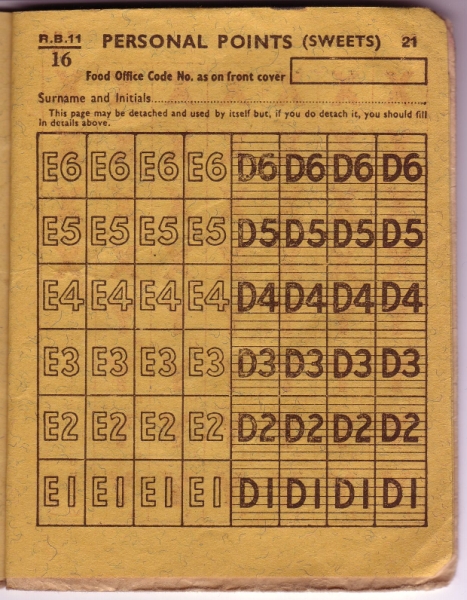 R.B.11 PERSONAL POINTS (SWEETS) 21
16
Food Office Code No. as on front cover
Surname and Initials
This page may be detached and used by itself but, if you do detach it, you should fill
in details above.
E6 E6 E6 E6 D6 D6 D6 D6
E5 E5 E5 E5 D5 D5 D5 D5
E4 E4 E4 E4 D4 D4 D4 D4
E3 E3 E3 E3 D3 D3 D3 D3
E2 E2 E2 E2 D2 D2 D2 D2
E1 E1 E1 E1 D1 D1 D1 D1